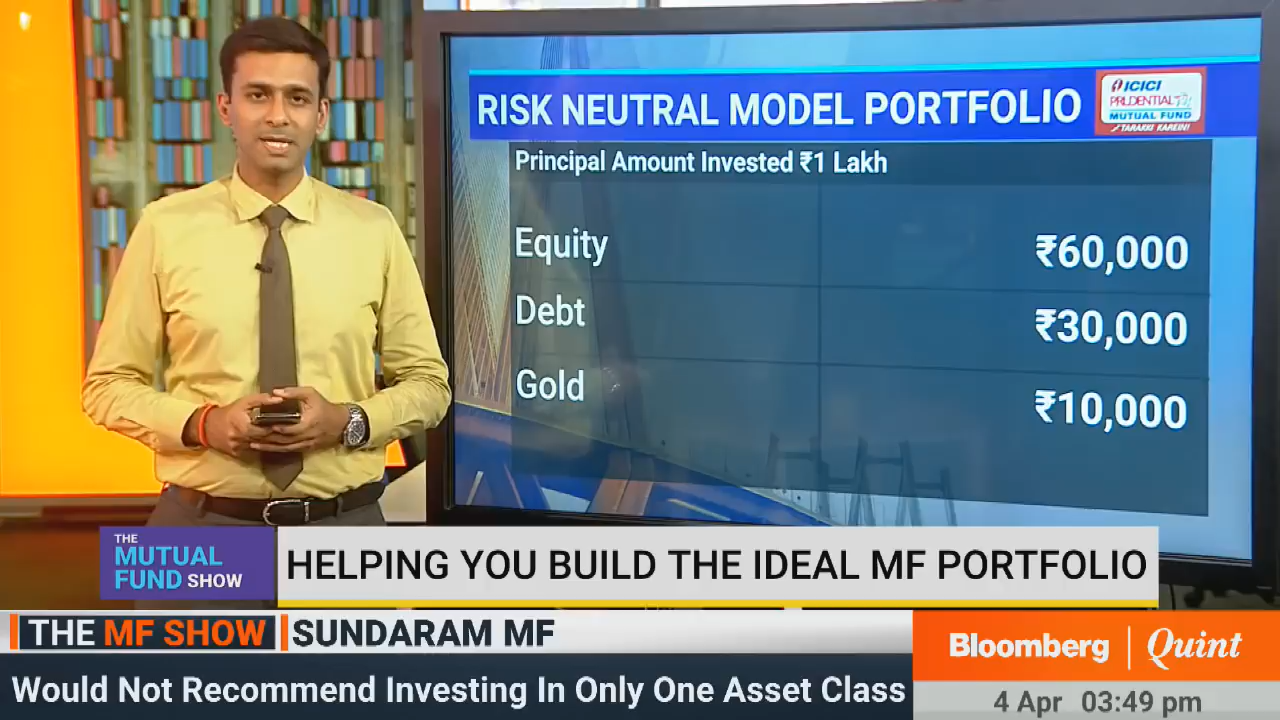 RISK NEUTRAL MODEL PORTFOLIO
ICICI
PRUDENTIAL
MUTUAL FUND
TARAKKI KAREIN!
Principal Amount Invested ₹1 Lakh
Equity ₹60,000
Debt ₹30,000
Gold ₹10,000
THE
MUTUAL
FUND SHOW
HELPING YOU BUILD THE IDEAL MF PORTFOLIO
THE MF SHOW SUNDARAM MF
Would Not Recommend Investing In Only One Asset Class
Bloomberg | Quint
4 Apr 03:49 pm